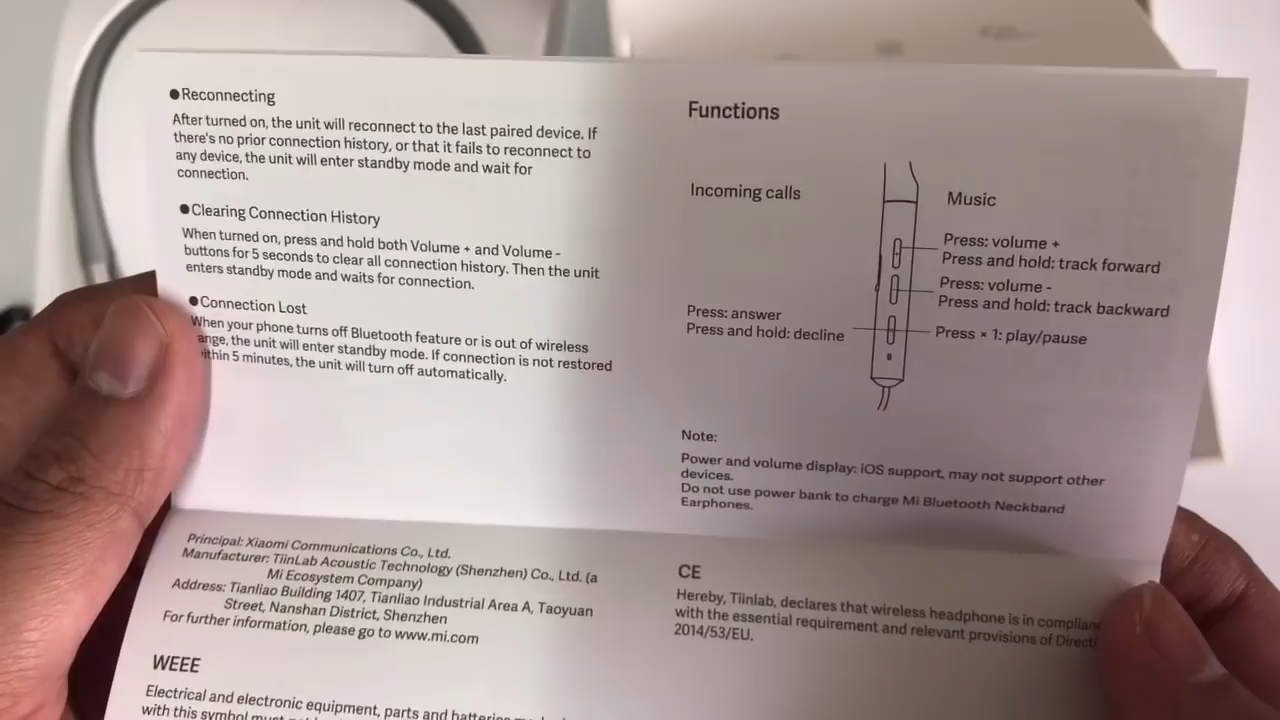 ●Reconnecting
After turned on, the unit will reconnect to the last paired device. If
there's no prior connection history, or that it fails to reconnect to
any device, the unit will enter standby mode and wait for
connection.
●Clearing Connection History
When turned on, press and hold both Volume + and Volume -
buttons for 5 seconds to clear all connection history. Then the unit
enters standby mode and waits for connection.
●Connection Lost
When your phone turns off Bluetooth feature or is out of wireless
ange, the unit will enter standby mode. If connection is not restored
ithin 5 minutes, the unit will turn off automatically.
Functions
Incoming calls
Music
Press: volume +
Press and hold: track forward
Press: volume -
Press and hold: track backward
Press: answer
Press and hold: decline
Press × 1: play/pause
Note:
Power and volume display: iOS support, may not support other
devices.
Do not use power bank to charge Mi Bluetooth Neckband
Earphones.
Principal: Xiaomi Communications Co., Ltd.
Manufacturer: TiinLab Acoustic Technology (Shenzhen) Co., Ltd. (a
Mi Ecosystem Company)
Address: Tianliao Building 1407, Tianliao Industrial Area A, Taoyuan
Street, Nanshan District, Shenzhen
For further information, please go to www.mi.com
WEEE
Electrical and electronic equipment, parts and batteries
with this symbol must
CE
Hereby, Tiinlab, declares that wireless headphone is in complian
with the essential requirement and relevant provisions of Direct
2014/53/EU.